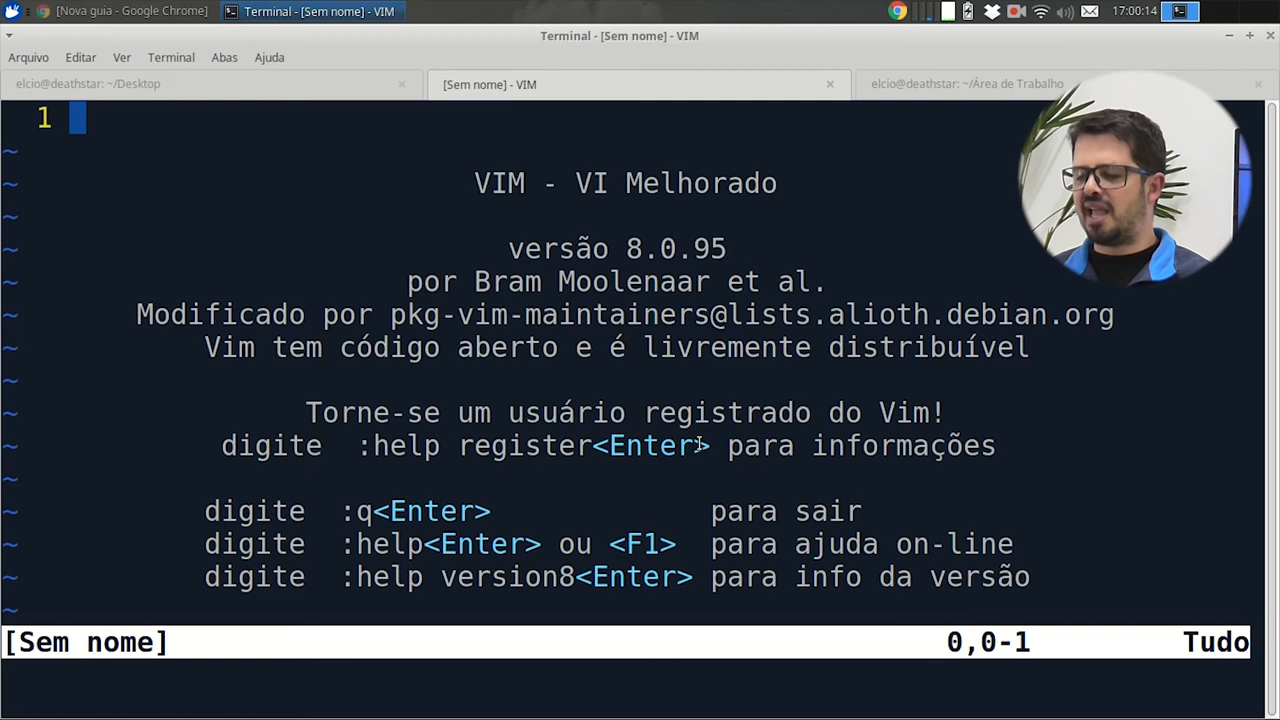 [Nova guia - Google Chrome] Terminal - [Sem nome] - VIM 17:00:14
Terminal - [Sem nome] - VIM
Arquivo Editar Ver Terminal Abas Ajuda
elcio@deathstar: ~/Desktop [Sem nome] - VIM elcio@deathstar: ~/Área de Trabalho
1
~
~ VIM - VI Melhorado
~
~ versão 8.0.95
~ por Bram Moolenaar et al.
~ Modificado por pkg-vim-maintainers@lists.alioth.debian.org
~ Vim tem código aberto e é livremente distribuível
~
~ Torne-se um usuário registrado do Vim!
~ digite :help register<Enter> para informações
~
~ digite :q<Enter> para sair
~ digite :help<Enter> ou <F1> para ajuda on-line
~ digite :help version8<Enter> para info da versão
~
[Sem nome] 0,0-1 Tudo